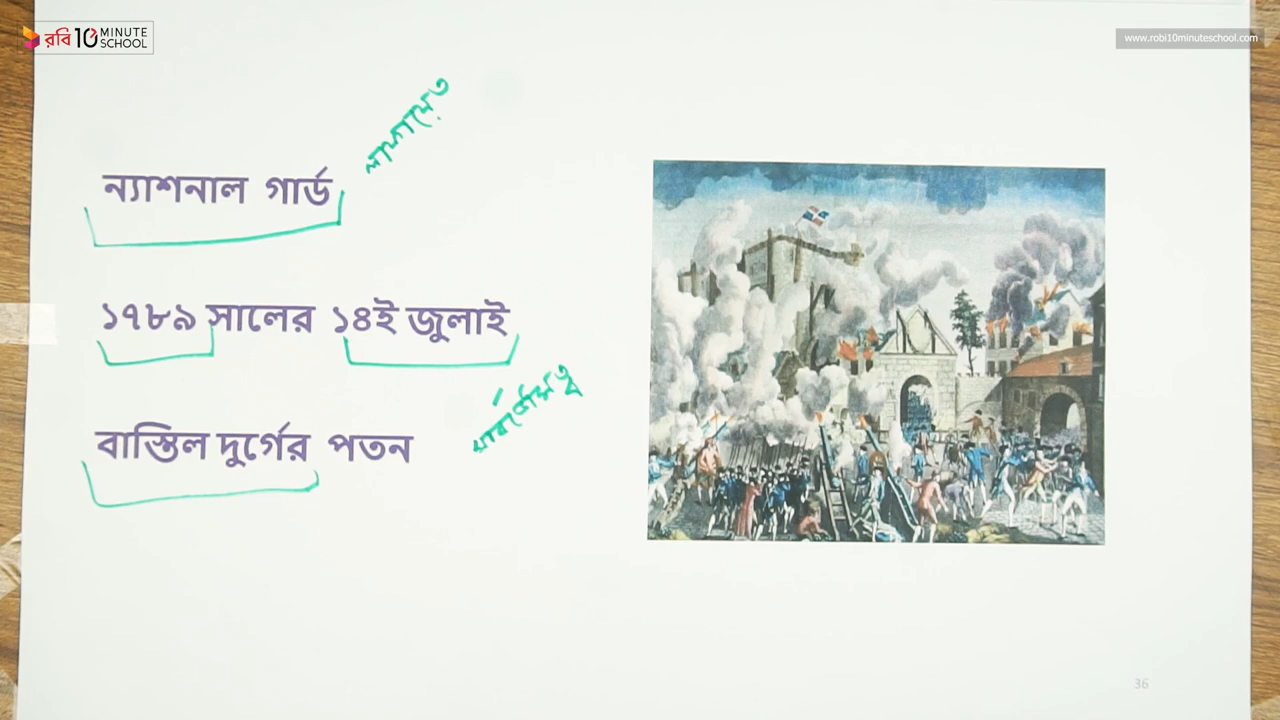 রবি 10 MINUTE SCHOOL
www.robi10minuteschool.com
লাফায়েত
ন্যাশনাল গার্ড
১৭৮৯ সালের ১৪ই জুলাই
বাস্তিল দুর্গের পতন
36